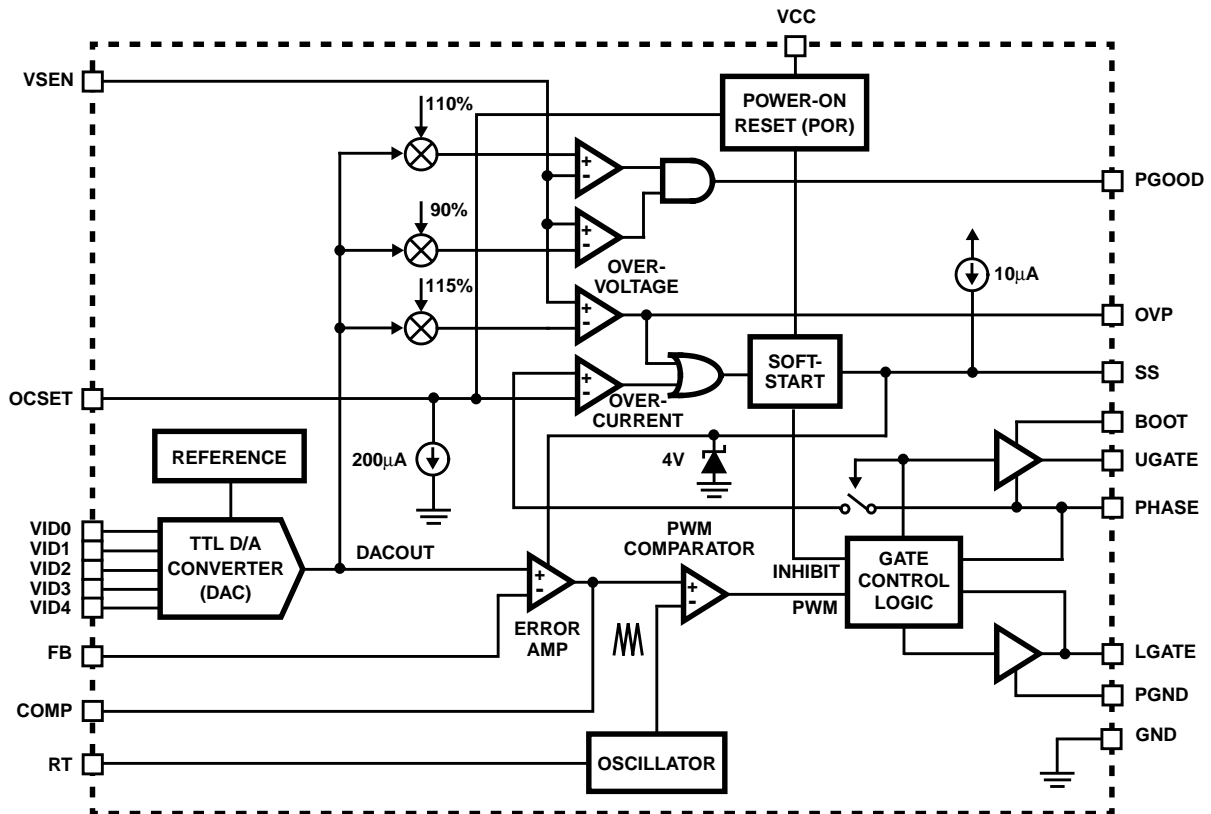 VCC
VSEN
POWER-ON
RESET (POR)
110%
PGOOD
90%
OVER-
VOLTAGE
10µA
115%
OVP
SOFT-
START
SS
OCSET
OVER-
CURRENT
BOOT
REFERENCE
200µA
4V
UGATE
PHASE
VID0
VID1
VID2
VID3
VID4
TTL D/A
CONVERTER
(DAC)
DACOUT
PWM
COMPARATOR
INHIBIT
PWM
GATE
CONTROL
LOGIC
+
-
+
-
+
-
+
-
+
-
+
-
ERROR
AMP
FB
LGATE
PGND
COMP
GND
RT
OSCILLATOR